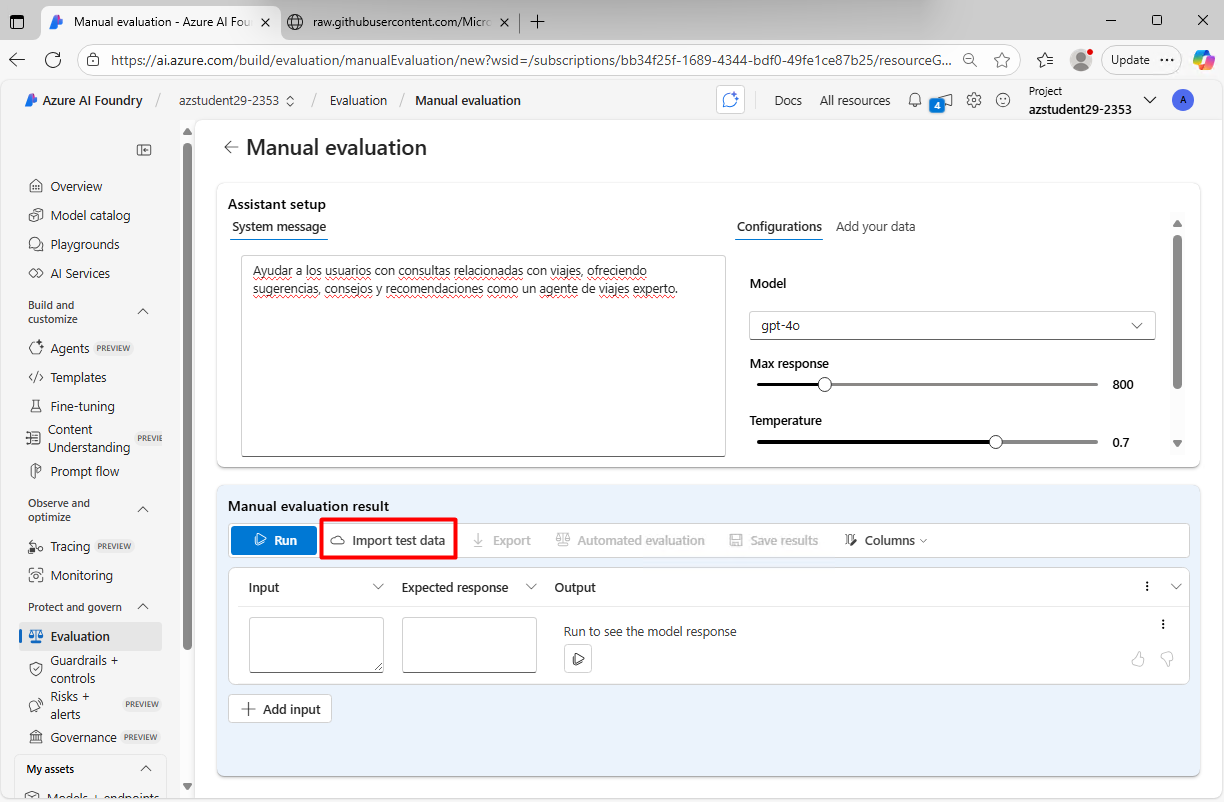 Manual evaluation - Azure AI Foundry
raw.githubusercontent.com/Micr
https://ai.azure.com/build/evaluation/manualEvaluation/new?wsid=/subscriptions/bb34f25f-1689-4344-bdf0-49fe1ce87b25/resourceG...
Update
Azure AI Foundry / azstudent29-2353 / Evaluation / Manual evaluation
Docs
All resources
4
Project
azstudent29-2353
A
Manual evaluation
Overview
Model catalog
Playgrounds
AI Services
Build and
customize
Agents PREVIEW
Templates
Fine-tuning
Content
Understanding PREVIE
Prompt flow
Observe and
optimize
Tracing PREVIEW
Monitoring
Protect and govern
Evaluation
Guardrails +
controls
Risks +
alerts PREVIEW
Governance PREVIEW
My assets
Models + endpoints
Assistant setup
System message
Ayudar a los usuarios con consultas relacionadas con viajes, ofreciendo
sugerencias, consejos y recomendaciones como un agente de viajes experto.
Configurations
Add your data
Model
gpt-4o
Max response
800
Temperature
0.7
Manual evaluation result
Run
Import test data
Export
Automated evaluation
Save results
Columns
Input
Expected response
Output
Run to see the model response
Add input